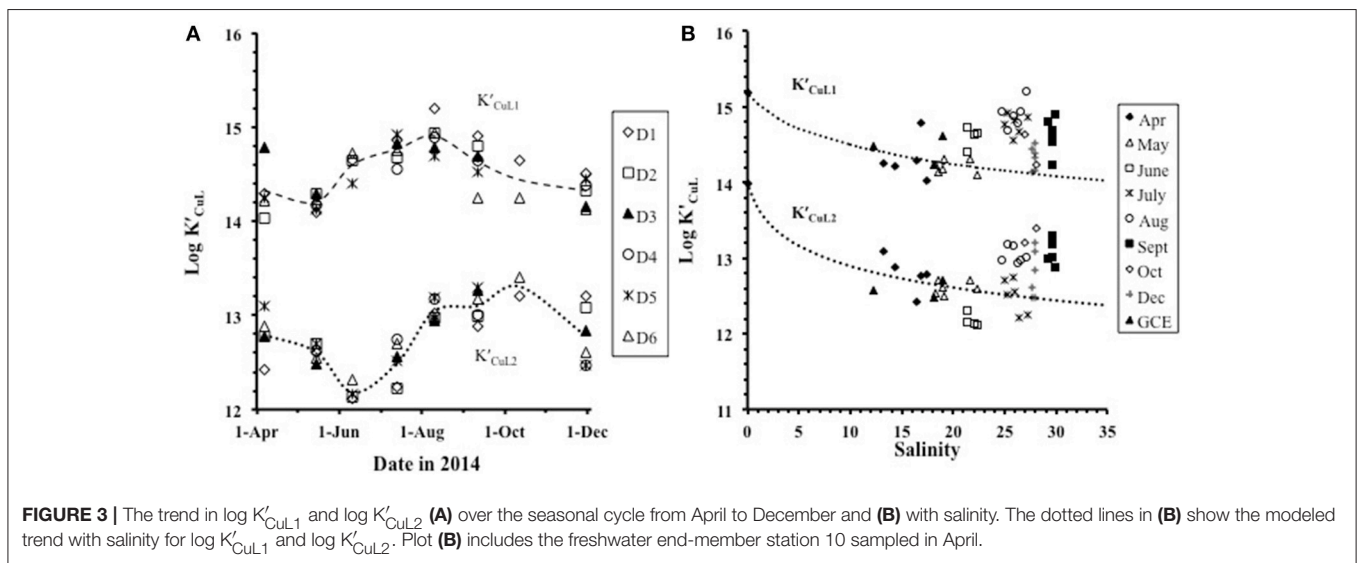 A
16
15
14
13
12
Log K′CuL
K′CuL1
K′CuL2
1-Apr
1-Jun
1-Aug
1-Oct
1-Dec
Date in 2014
D1
D2
D3
D4
D5
D6
B
16
15
14
13
12
11
Log K′CuL
K′CuL1
K′CuL2
0
5
10
15
20
25
30
35
Salinity
Apr
May
June
July
Aug
Sept
Oct
Dec
GCE
FIGURE 3 | The trend in log K′CuL1 and log K′CuL2 (A) over the seasonal cycle from April to December and (B) with salinity. The dotted lines in (B) show the modeled
trend with salinity for log K′CuL1 and log K′CuL2. Plot (B) includes the freshwater end-member station 10 sampled in April.